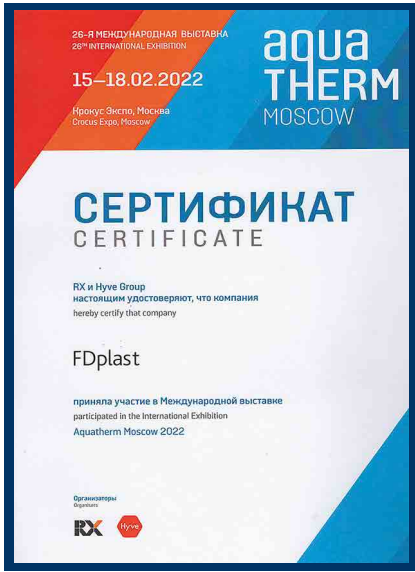 26-Я МЕЖДУНАРОДНАЯ ВЫСТАВКА
26TH INTERNATIONAL EXHIBITION
15–18.02.2022
Крокус Экспо, Москва
Crocus Expo, Moscow
aqua
THERM
MOSCOW
СЕРТИФИКАТ
CERTIFICATE
RX и Hyve Group
настоящим удостоверяют, что компания
hereby certify that company
FDplast
приняла участие в Международной выставке
participated in the International Exhibition
Aquatherm Moscow 2022
Организаторы
Organisers
RX
Hyve